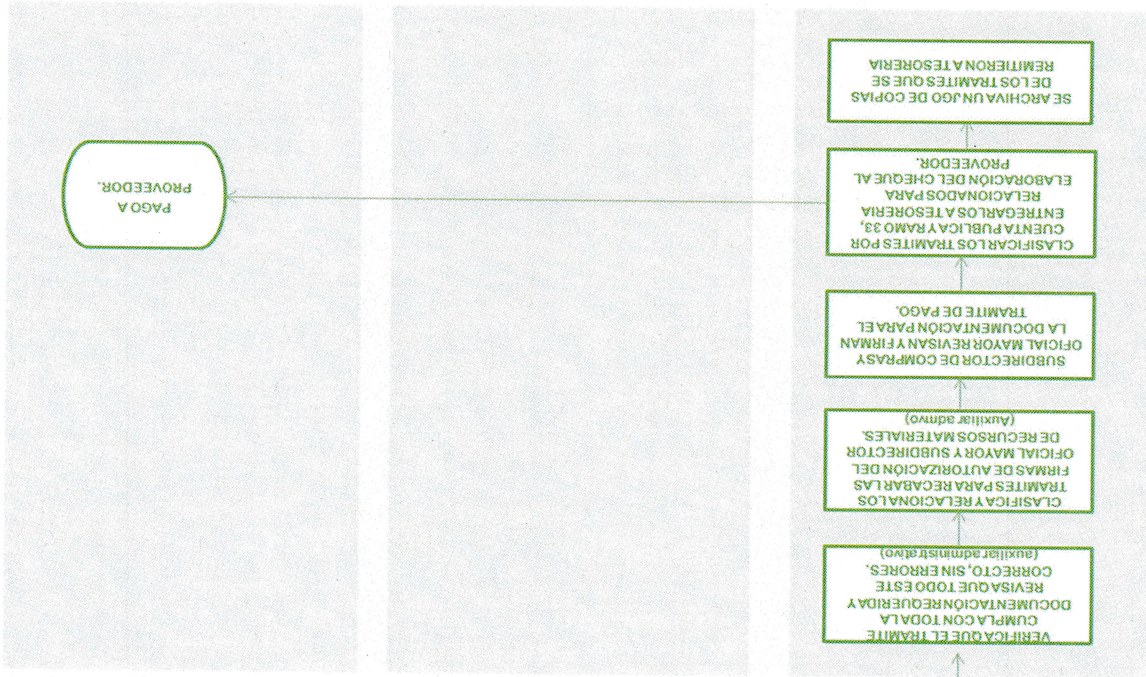 VERIFICA QUE EL TRAMITE
CUMPLA CON TODA LA
DOCUMENTACIÓN REQUERIDA Y
REVISA QUE TODO ESTE
CORRECTO, SIN ERRORES.
(auxiliar administrativo)
CLASIFICA Y RELACIONA LOS
TRAMITES PARA RECABAR LAS
FIRMAS DE AUTORIZACIÓN DEL
OFICIAL MAYOR Y SUBDIRECTOR
DE RECURSOS MATERIALES.
(Auxiliar admvo)
SUBDIRECTOR DE COMPRAS Y
OFICIAL MAYOR REVISAN Y FIRMAN
LA DOCUMENTACIÓN PARA EL
TRAMITE DE PAGO.
CLASIFICAR LOS TRAMITES POR
CUENTA PUBLICA Y RAMO 33,
ENTREGARLOS A TESORERIA
RELACIONADOS PARA
ELABORACIÓN DEL CHEQUE AL
PROVEEDOR.
PAGO A
PROVEEDOR.
SE ARCHIVA UN JGO DE COPIAS
DE LOS TRAMITES QUE SE
REMITIERON A TESORERIA